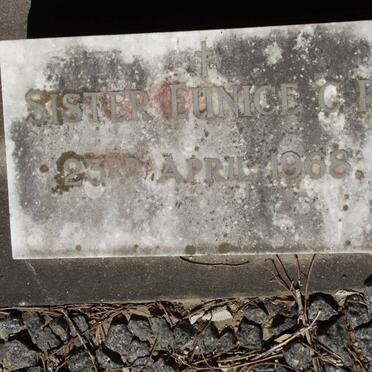 SISTER EUNICE C.
23RD APRIL 1968.